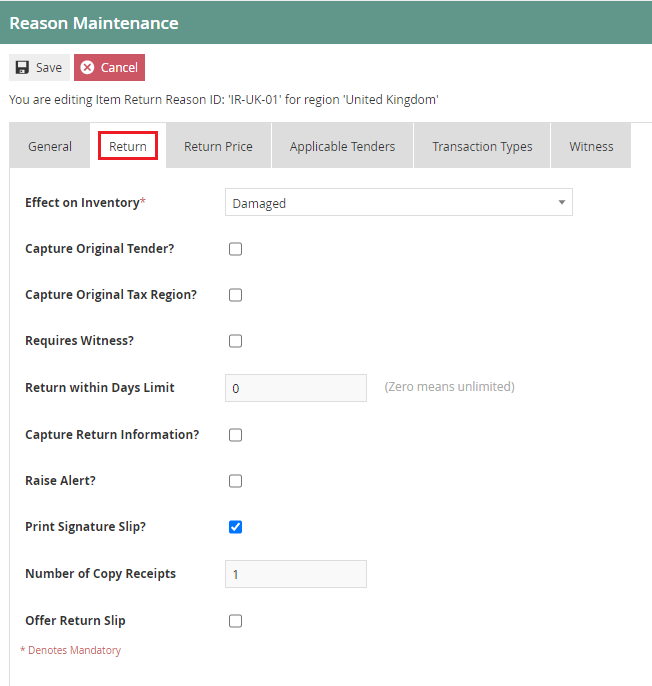 Reason Maintenance
Save Cancel
You are editing Item Return Reason ID: 'IR-UK-01' for region 'United Kingdom'
General Return Return Price Applicable Tenders Transaction Types Witness
Effect on Inventory* Damaged
Capture Original Tender?
Capture Original Tax Region?
Requires Witness?
Return within Days Limit 0 (Zero means unlimited)
Capture Return Information?
Raise Alert?
Print Signature Slip?
Number of Copy Receipts 1
Offer Return Slip
* Denotes Mandatory